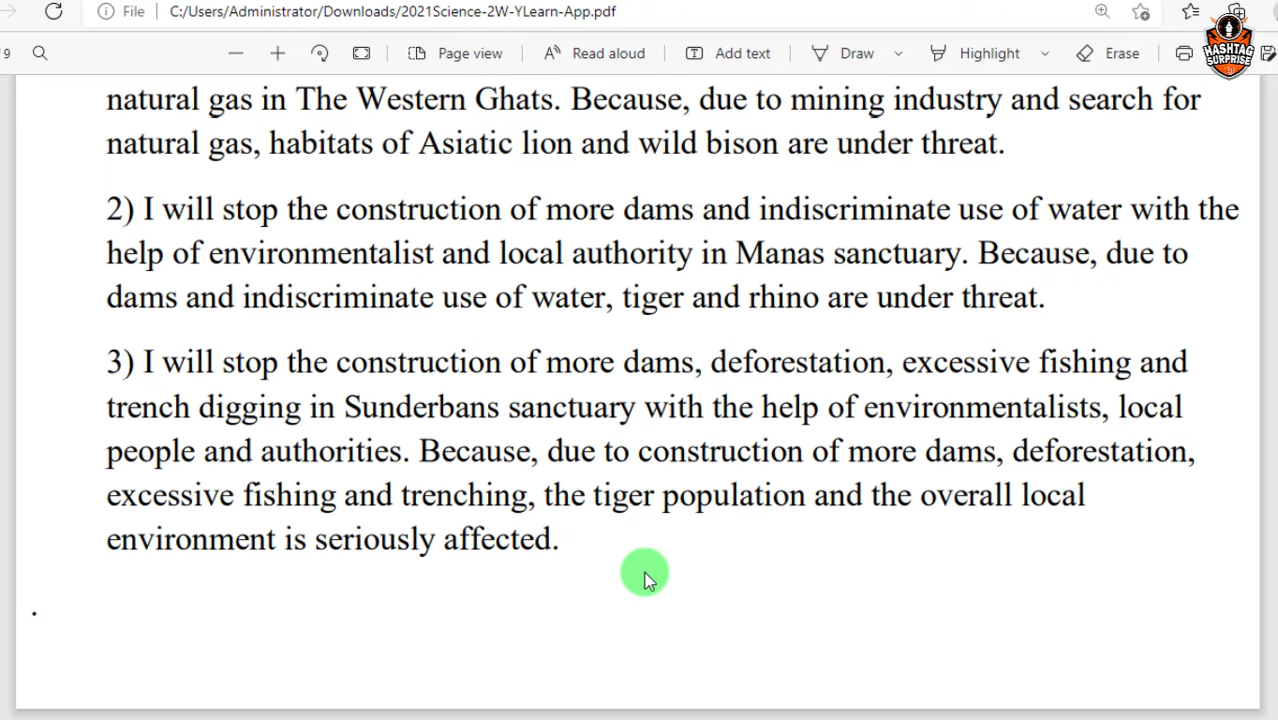 File C:/Users/Administrator/Downloads/2021Science-2W-YLearn-App.pdf
9 Page view Read aloud Add text Draw Highlight Erase
HASHTAG
SURPRISE
natural gas in The Western Ghats. Because, due to mining industry and search for
natural gas, habitats of Asiatic lion and wild bison are under threat.
2) I will stop the construction of more dams and indiscriminate use of water with the
help of environmentalist and local authority in Manas sanctuary. Because, due to
dams and indiscriminate use of water, tiger and rhino are under threat.
3) I will stop the construction of more dams, deforestation, excessive fishing and
trench digging in Sunderbans sanctuary with the help of environmentalists, local
people and authorities. Because, due to construction of more dams, deforestation,
excessive fishing and trenching, the tiger population and the overall local
environment is seriously affected.
.